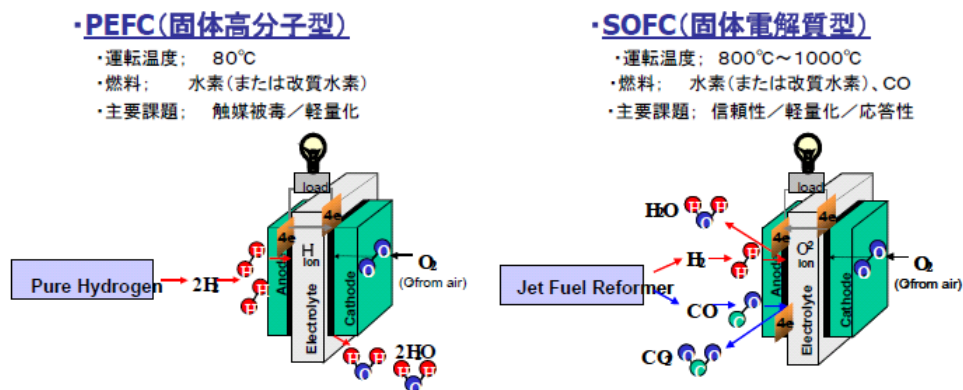 ・PEFC(固体高分子型)
・運転温度； 80℃
・燃料； 水素(または改質水素)
・主要課題； 触媒被毒／軽量化
load
4e
4e
H
Ion
H
H
H
H
O
O
Pure Hydrogen
2H2
Anode
Electrolyte
Cathode
O2
(Ofrom air)
2HO
H
H
O
H
H
O
・SOFC(固体電解質型)
・運転温度； 800℃～1000℃
・燃料； 水素(または改質水素)、CO
・主要課題； 信頼性／軽量化／応答性
load
H2O
H
H
O
4e
4e
O2
Ion
H2
H
H
O
O
Jet Fuel Reformer
Anode
Electrolyte
Cathode
O2
(Ofrom air)
CO
O
C
4e
CO2
O
O
C